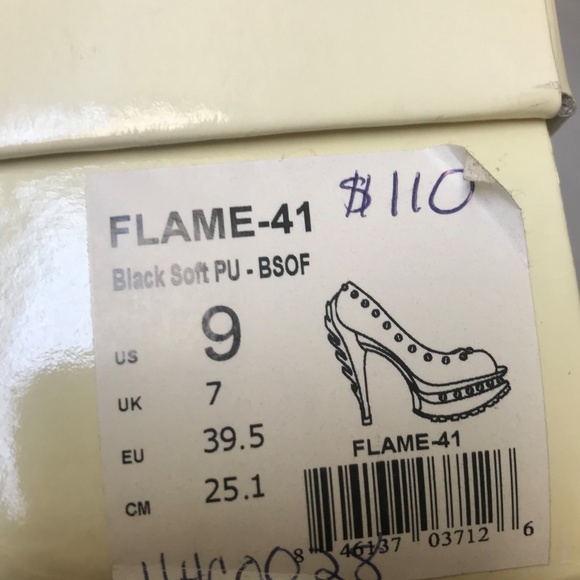 FLAME-41 $110
Black Soft PU - BSOF
US 9
UK 7
EU 39.5
CM 25.1
FLAME-41
8 46137 03712 6